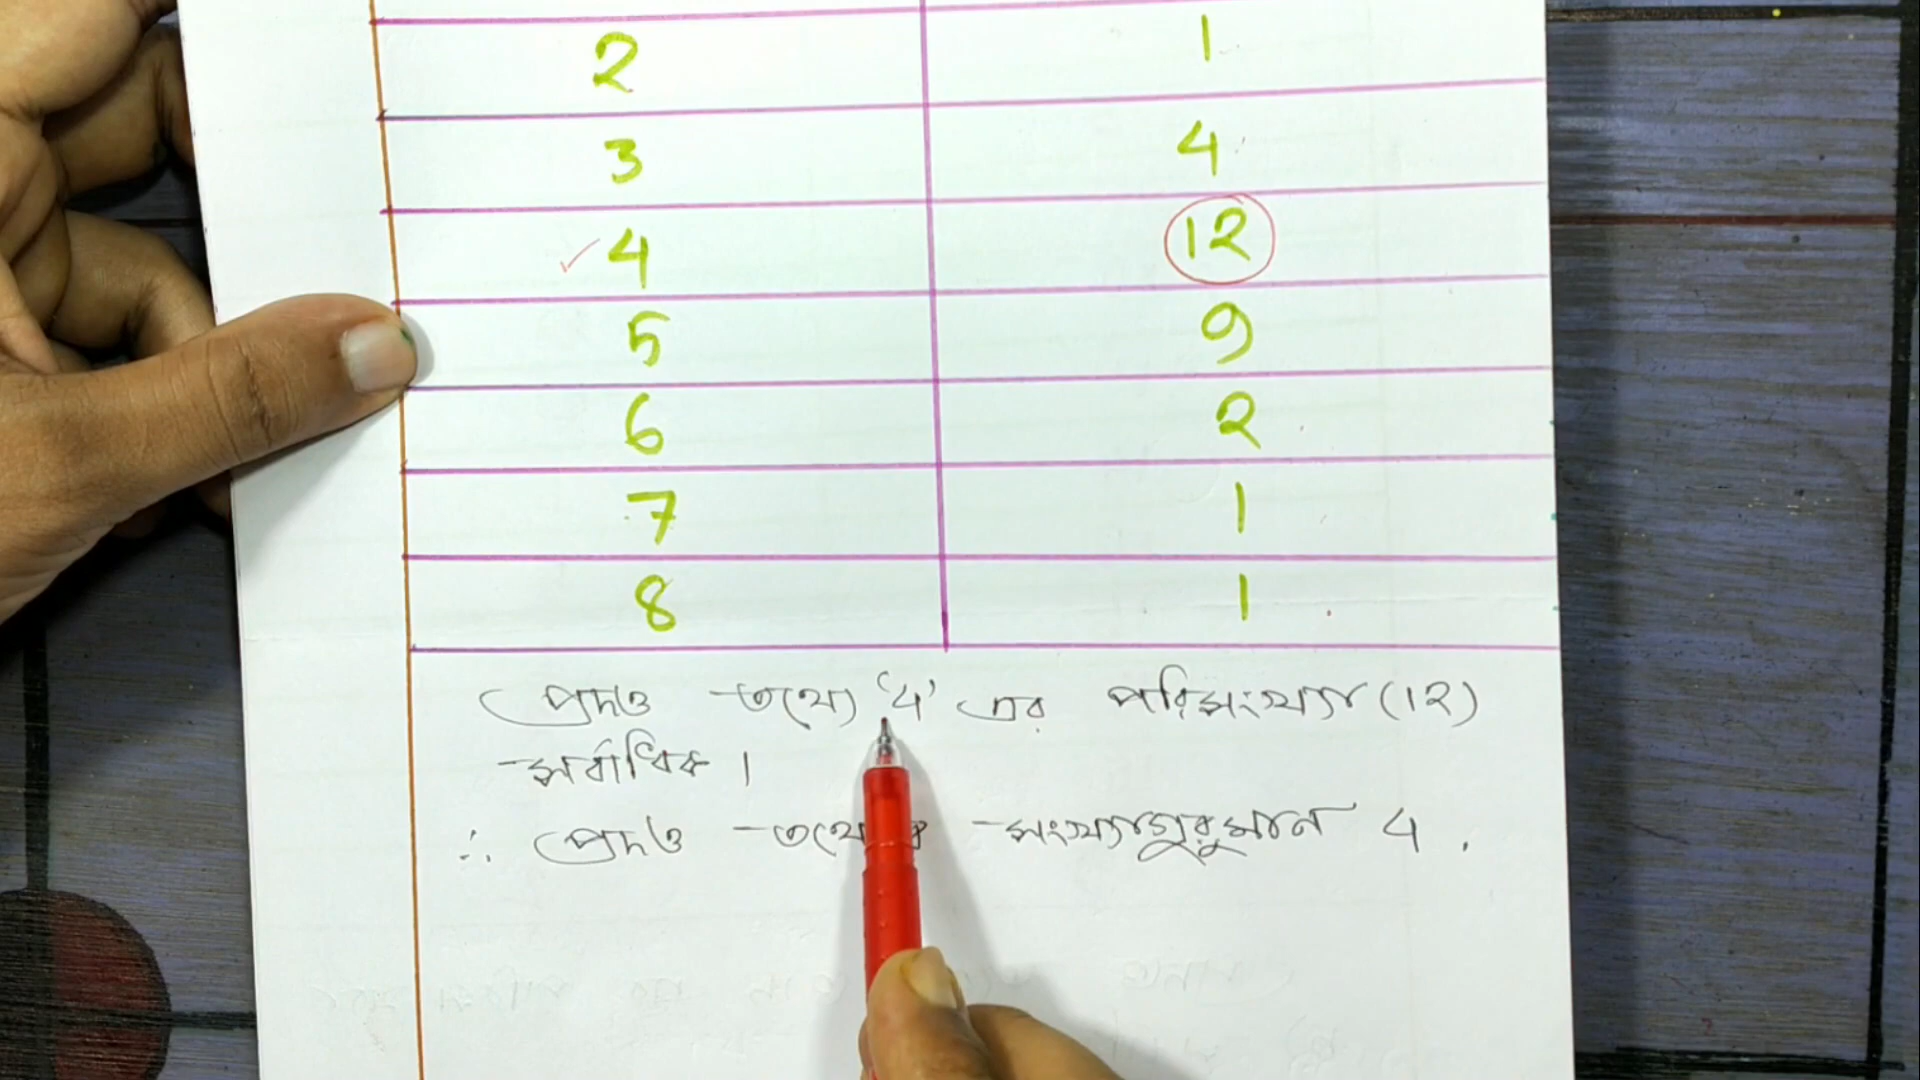 2 1
3 4
✓ 4 12
5 9
6 2
7 1
8 1
প্রদত্ত তথ্যে '4' এর পরিসংখ্যা (12)
সর্বাধিক ।
∴ প্রদত্ত তথ্যের সংখ্যাগুরুমান 4 .